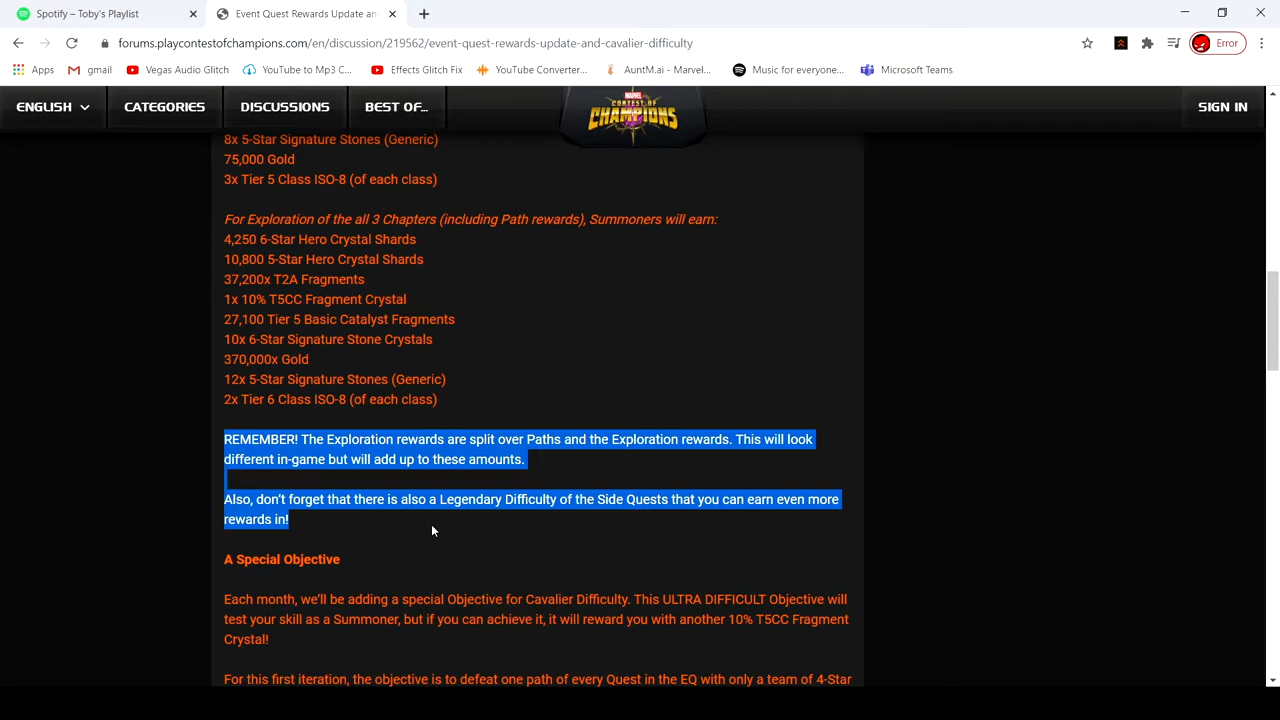 Spotify – Toby's Playlist
Event Quest Rewards Update an
forums.playcontestofchampions.com/en/discussion/219562/event-quest-rewards-update-and-cavalier-difficulty
Error
Apps
gmail
Vegas Audio Glitch
YouTube to Mp3 C...
Effects Glitch Fix
YouTube Converter...
AuntM.ai - Marvel...
Music for everyone...
Microsoft Teams
ENGLISH
CATEGORIES
DISCUSSIONS
BEST OF...
MARVEL
CONTEST OF
CHAMPIONS
SIGN IN
8x 5-Star Signature Stones (Generic)
75,000 Gold
3x Tier 5 Class ISO-8 (of each class)
For Exploration of the all 3 Chapters (including Path rewards), Summoners will earn:
4,250 6-Star Hero Crystal Shards
10,800 5-Star Hero Crystal Shards
37,200x T2A Fragments
1x 10% T5CC Fragment Crystal
27,100 Tier 5 Basic Catalyst Fragments
10x 6-Star Signature Stone Crystals
370,000x Gold
12x 5-Star Signature Stones (Generic)
2x Tier 6 Class ISO-8 (of each class)
REMEMBER! The Exploration rewards are split over Paths and the Exploration rewards. This will look
different in-game but will add up to these amounts.
Also, don't forget that there is also a Legendary Difficulty of the Side Quests that you can earn even more
rewards in!
A Special Objective
Each month, we'll be adding a special Objective for Cavalier Difficulty. This ULTRA DIFFICULT Objective will
test your skill as a Summoner, but if you can achieve it, it will reward you with another 10% T5CC Fragment
Crystal!
For this first iteration, the objective is to defeat one path of every Quest in the EQ with only a team of 4-Star